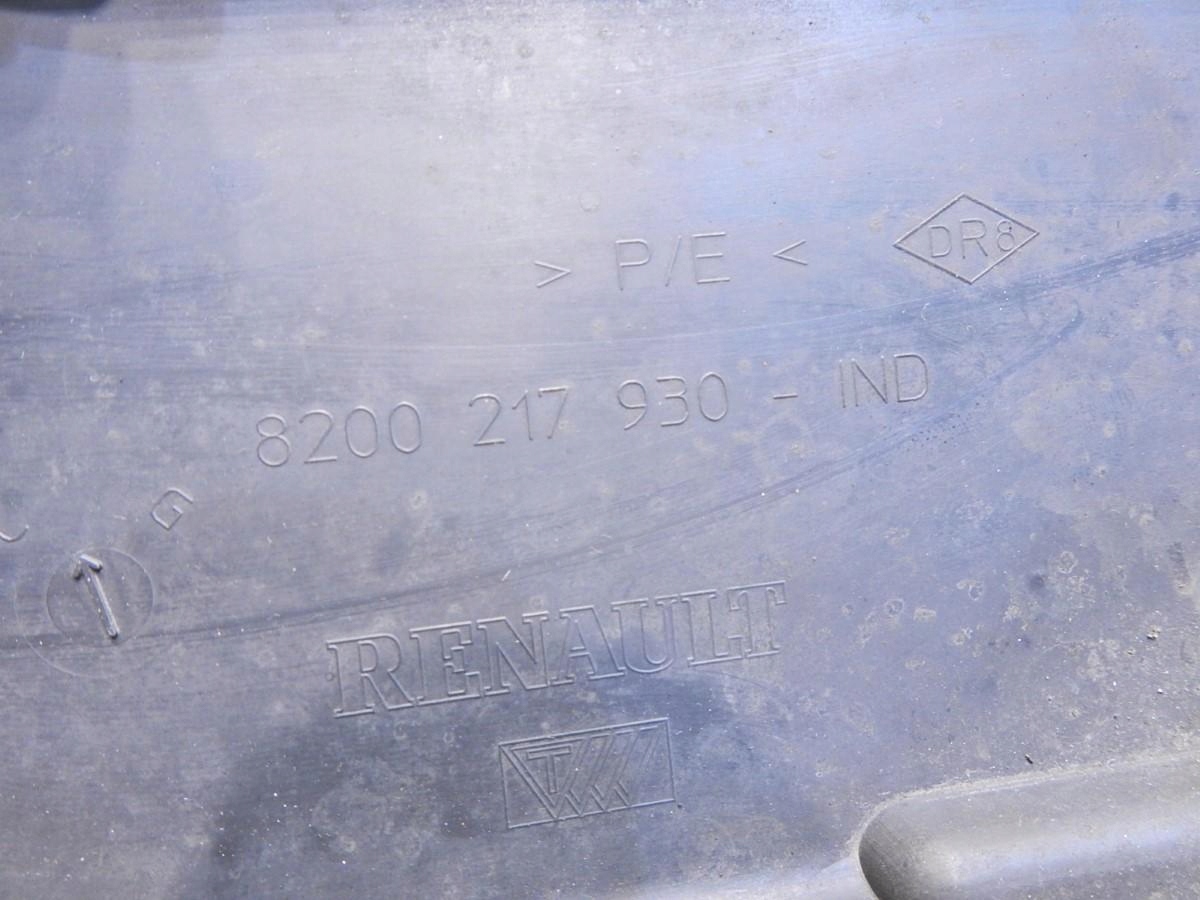 > P/E <
DR8
8200 217 930 - IND
G
RENAULT